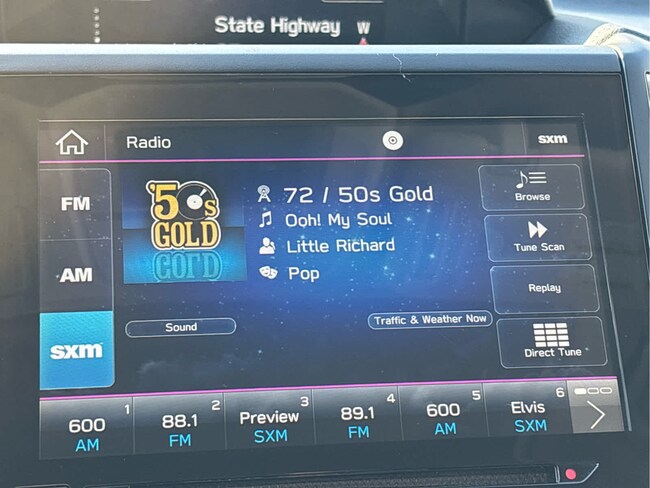 State Highway W
Radio
sxm
FM
AM
sxm
'50s
GOLD
72 / 50s Gold
Ooh! My Soul
Little Richard
Pop
Browse
Tune Scan
Replay
Direct Tune
Sound
Traffic & Weather Now
1
600
AM
2
88.1
FM
3
Preview
SXM
4
89.1
FM
5
600
AM
6
Elvis
SXM